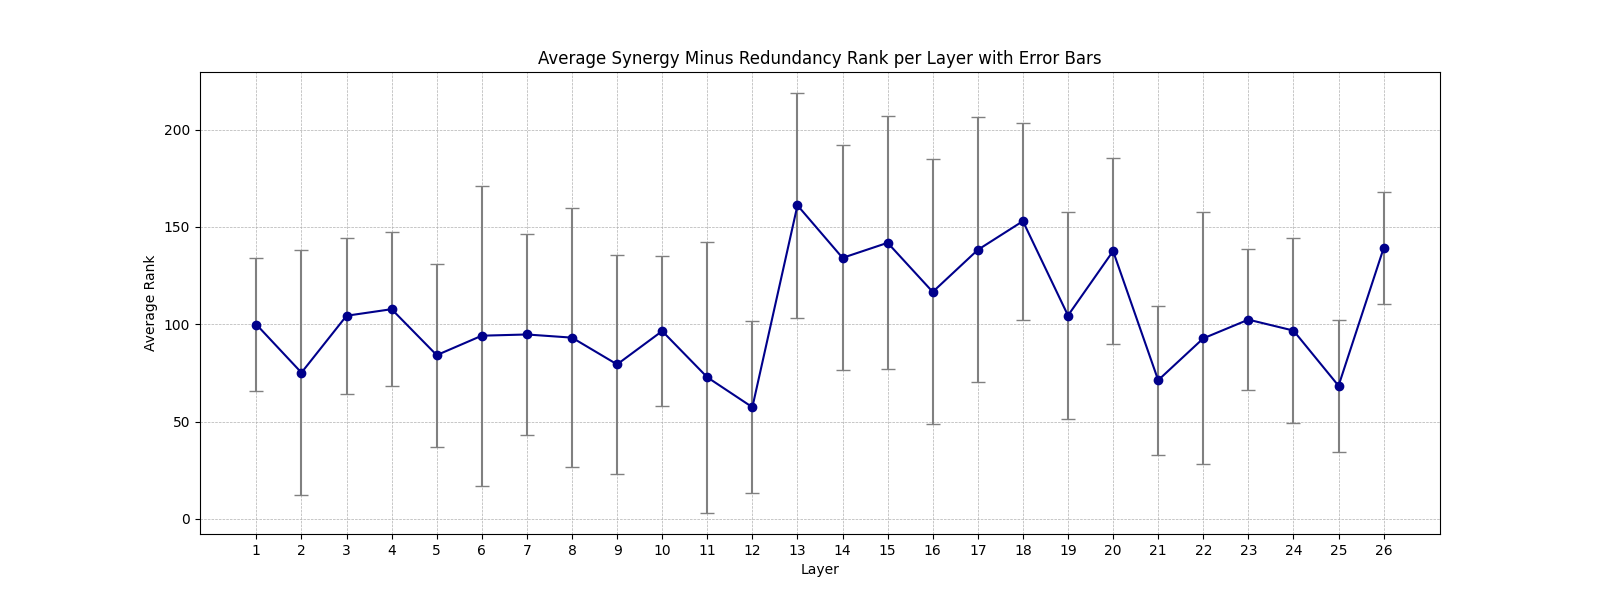 Average Synergy Minus Redundancy Rank per Layer with Error Bars
200
150
100
50
0
Average Rank
1 2 3 4 5 6 7 8 9 10 11 12 13 14 15 16 17 18 19 20 21 22 23 24 25 26
Layer